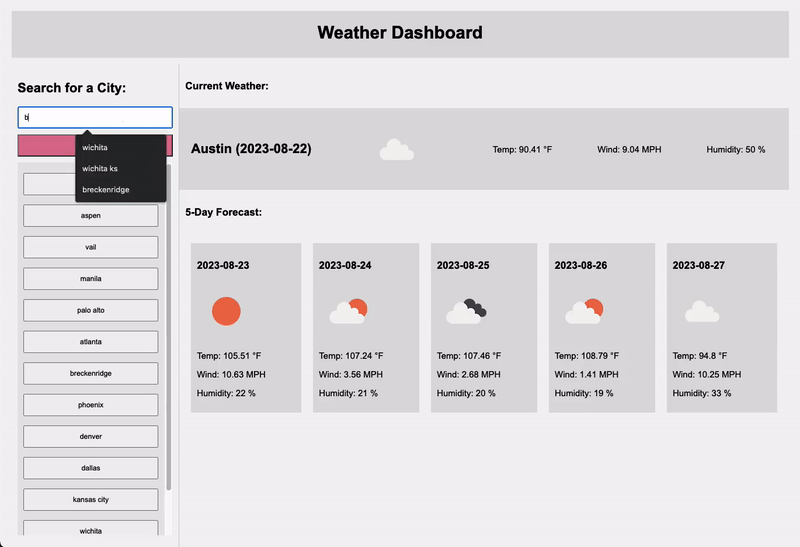 Weather Dashboard
Search for a City:
b
wichita
wichita ks
breckenridge
aspen
vail
manila
palo alto
atlanta
breckenridge
phoenix
denver
dallas
kansas city
wichita
Current Weather:
Austin (2023-08-22)
Temp: 90.41 °F
Wind: 9.04 MPH
Humidity: 50 %
5-Day Forecast:
2023-08-23
Temp: 105.51 °F
Wind: 10.63 MPH
Humidity: 22 %
2023-08-24
Temp: 107.24 °F
Wind: 3.56 MPH
Humidity: 21 %
2023-08-25
Temp: 107.46 °F
Wind: 2.68 MPH
Humidity: 20 %
2023-08-26
Temp: 108.79 °F
Wind: 1.41 MPH
Humidity: 19 %
2023-08-27
Temp: 94.8 °F
Wind: 10.25 MPH
Humidity: 33 %